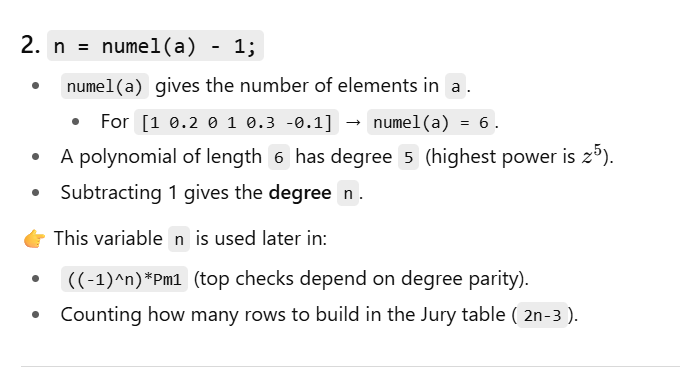 2. n = numel(a) - 1;
• numel(a) gives the number of elements in a.
• For [1 0.2 0 1 0.3 -0.1] → numel(a) = 6.
• A polynomial of length 6 has degree 5 (highest power is z⁵).
• Subtracting 1 gives the degree n.
👉 This variable n is used later in:
• ((-1)^n)*Pm1 (top checks depend on degree parity).
• Counting how many rows to build in the Jury table (2n-3).